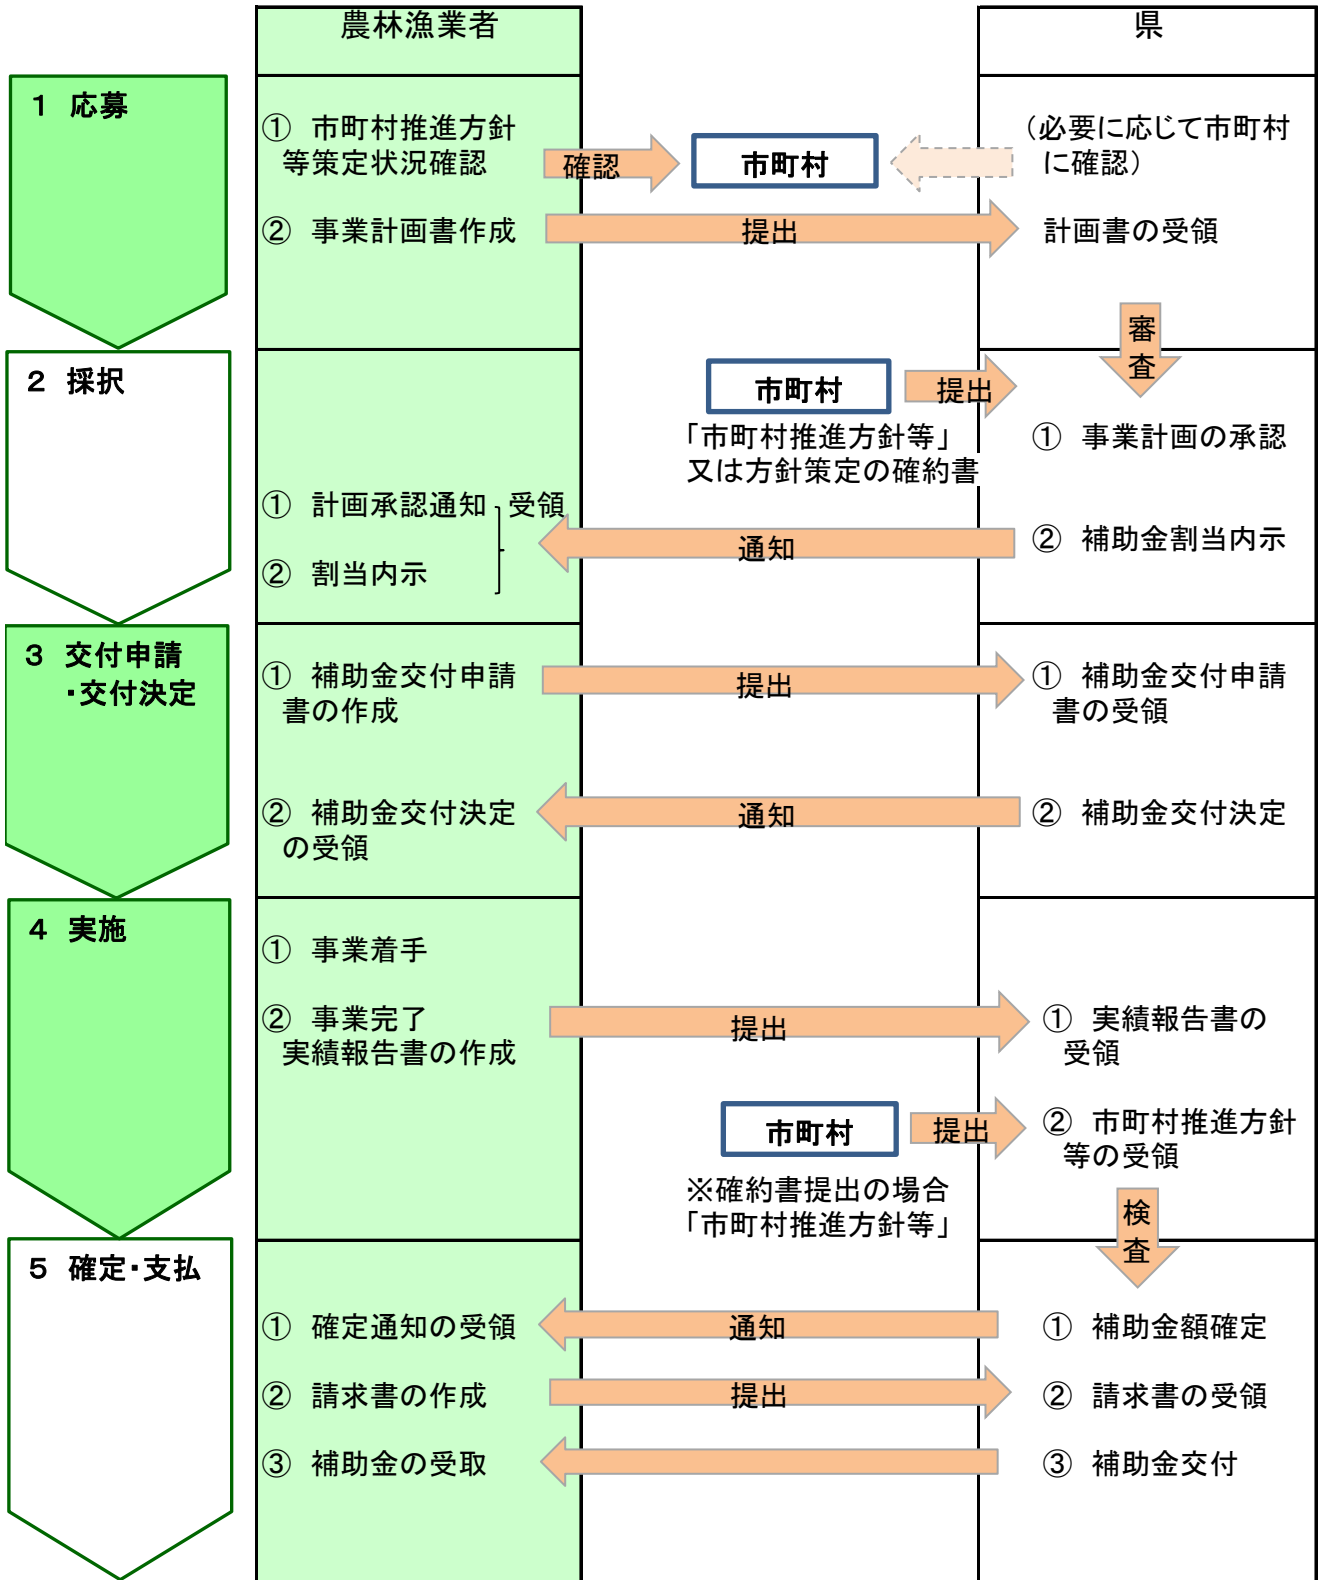 農林漁業者
県
１ 応募
① 市町村推進方針
等策定状況確認
確認
市町村
（必要に応じて市町村
に確認）
② 事業計画書作成
提出
計画書の受領
審
査
２ 採択
市町村
提出
「市町村推進方針等」
又は方針策定の確約書
① 事業計画の承認
① 計画承認通知
受領
② 割当内示
通知
② 補助金割当内示
３ 交付申請
・交付決定
① 補助金交付申請
書の作成
提出
① 補助金交付申請
書の受領
② 補助金交付決定
の受領
通知
② 補助金交付決定
４ 実施
① 事業着手
② 事業完了
実績報告書の作成
提出
① 実績報告書の
受領
市町村
提出
② 市町村推進方針
等の受領
※確約書提出の場合
「市町村推進方針等」
検
査
５ 確定・支払
① 確定通知の受領
通知
① 補助金額確定
② 請求書の作成
提出
② 請求書の受領
③ 補助金の受取
③ 補助金交付